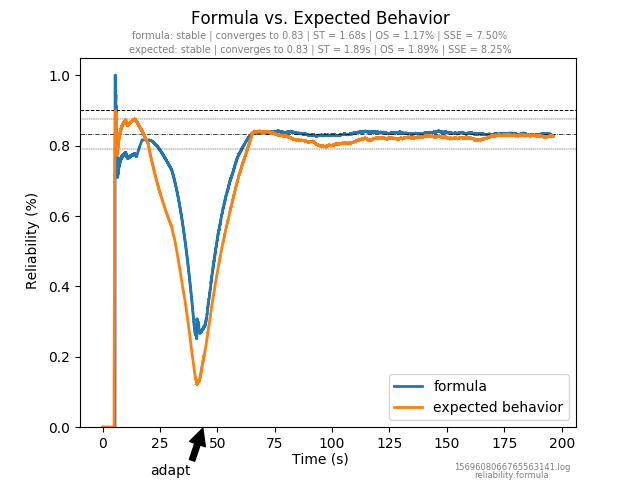 Formula vs. Expected Behavior
formula: stable | converges to 0.83 | ST = 1.68s | OS = 1.17% | SSE = 7.50%
expected: stable | converges to 0.83 | ST = 1.89s | OS = 1.89% | SSE = 8.25%
1.0
0.8
0.6
0.4
0.2
0.0
Reliability (%)
formula
expected behavior
0 25 50 75 100 125 150 175 200
Time (s)
adapt
1569608066765563141.log
reliability.formula